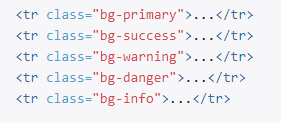 <tr class="bg-primary">...</tr>
<tr class="bg-success">...</tr>
<tr class="bg-warning">...</tr>
<tr class="bg-danger">...</tr>
<tr class="bg-info">...</tr>